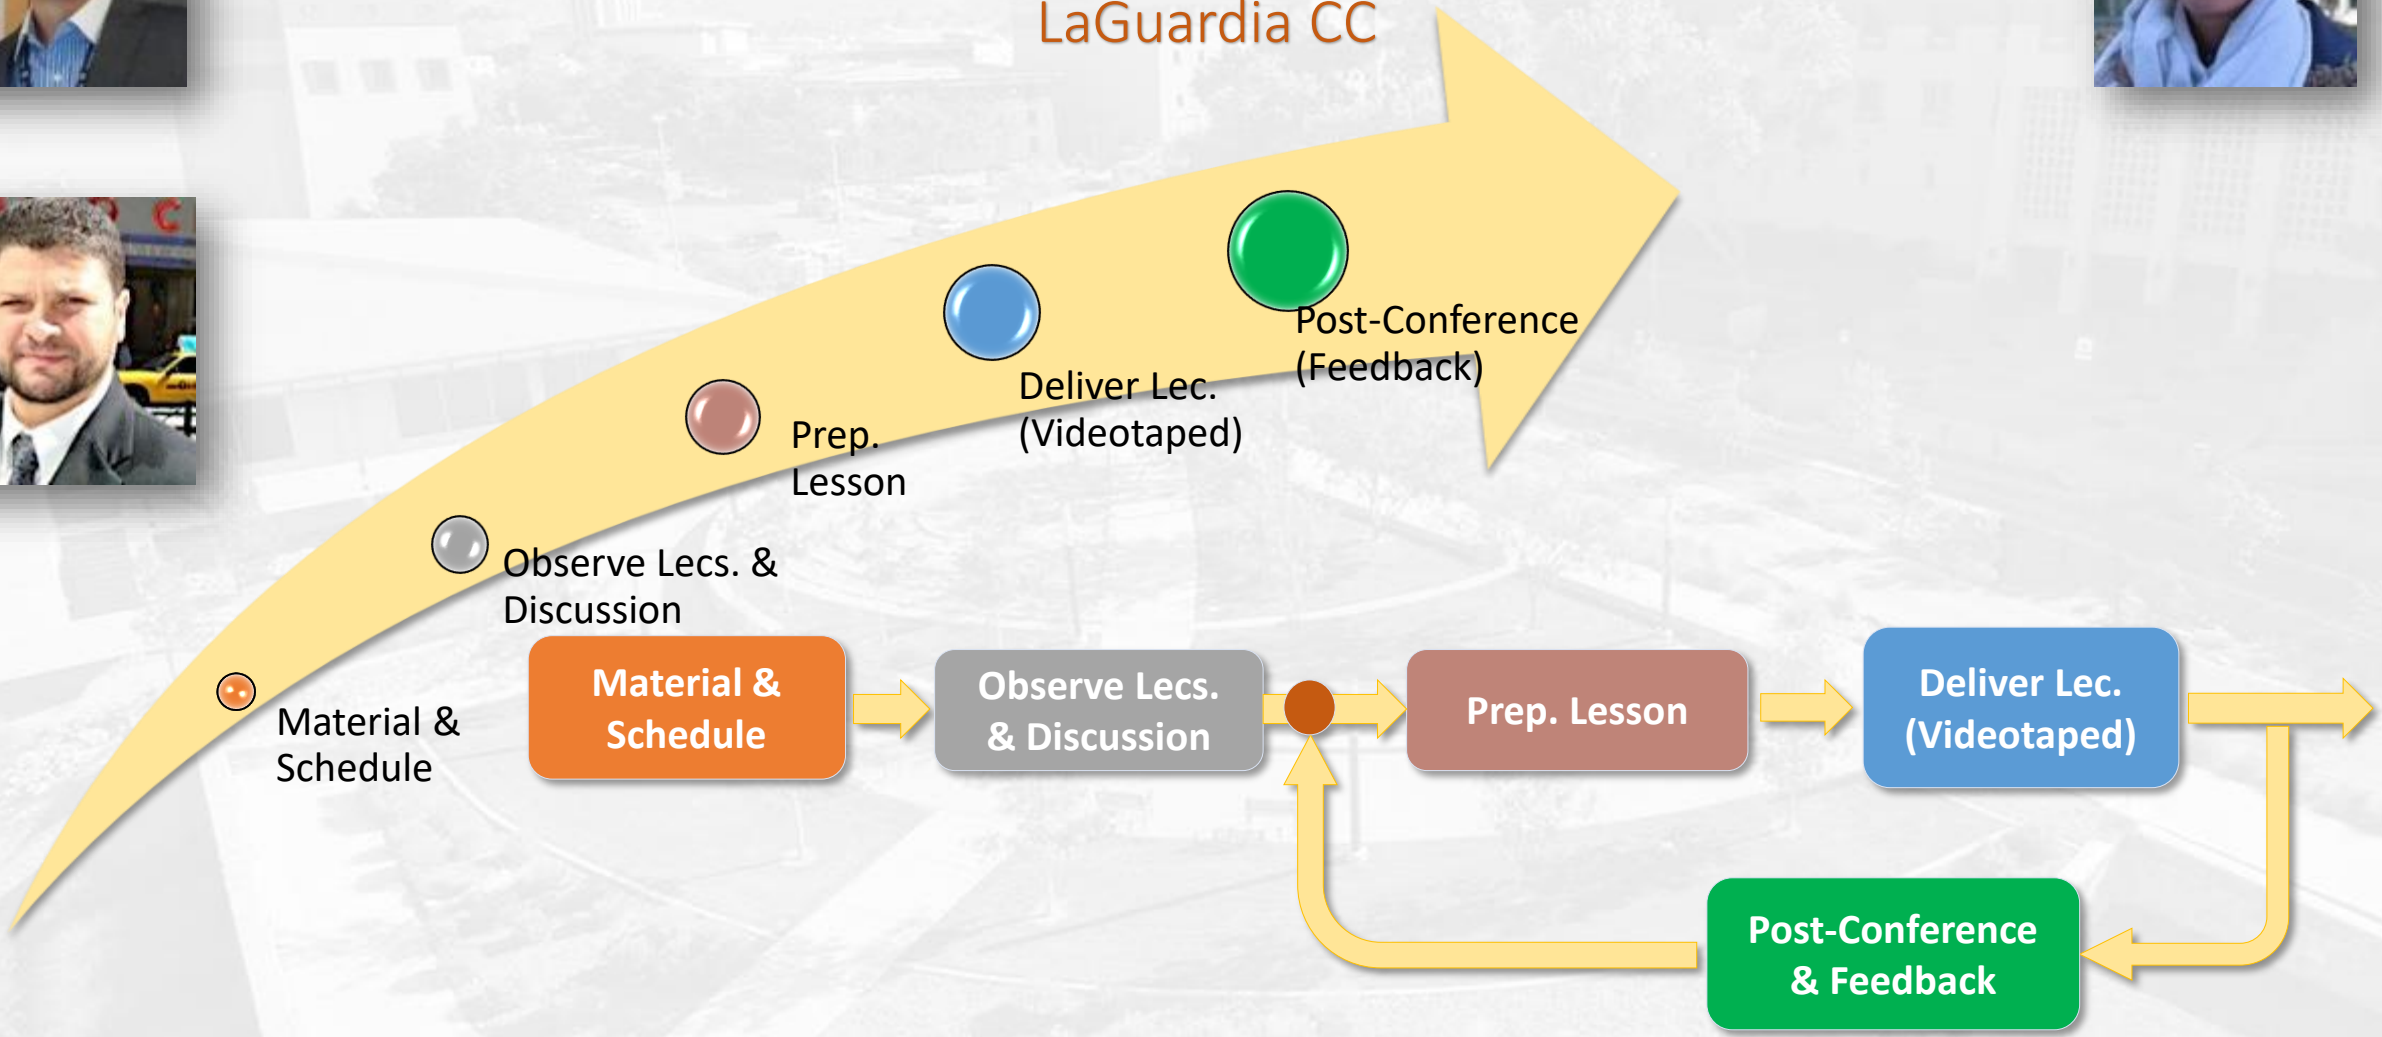 LaGuardia CC
Post-Conference
(Feedback)
Deliver Lec.
(Videotaped)
Prep.
Lesson
Observe Lecs. &
Discussion
Material &
Schedule
Material &
Schedule
Observe Lecs.
& Discussion
Prep. Lesson
Deliver Lec.
(Videotaped)
Post-Conference
& Feedback